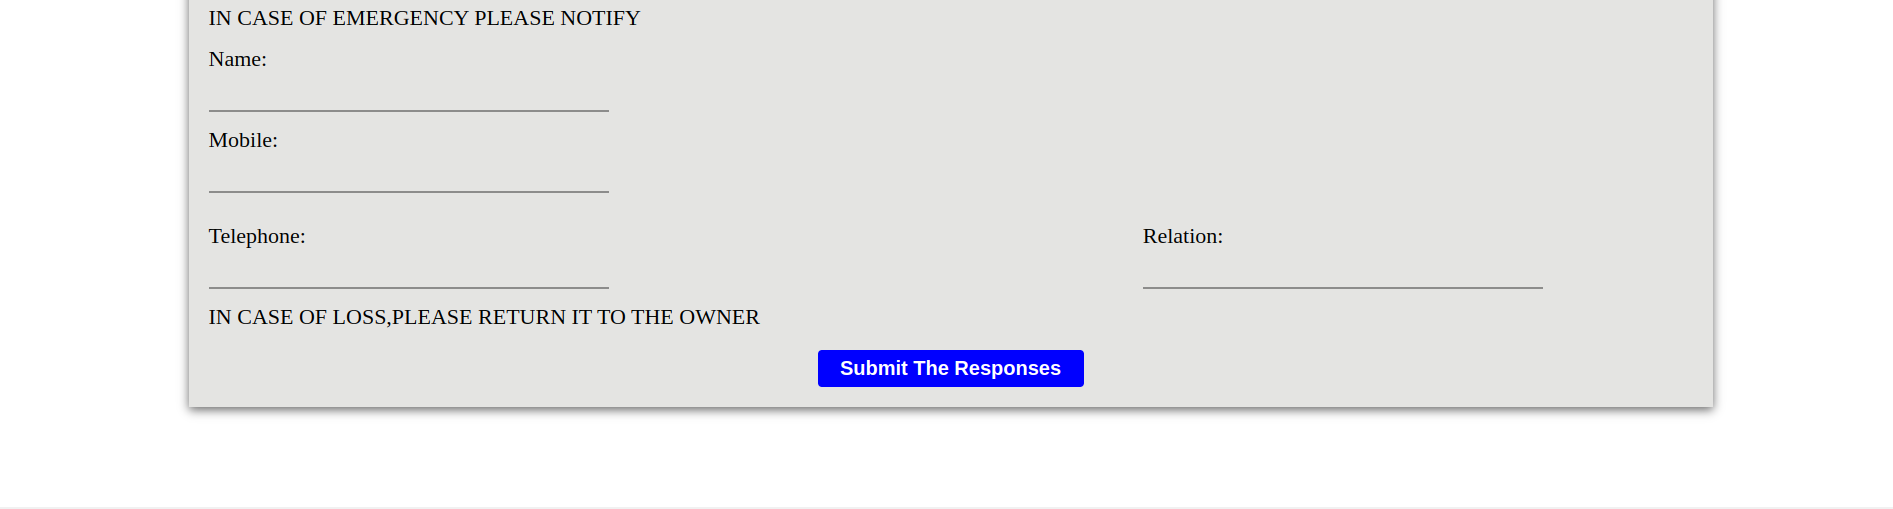 IN CASE OF EMERGENCY PLEASE NOTIFY
Name:
Mobile:
Telephone:
Relation:
IN CASE OF LOSS,PLEASE RETURN IT TO THE OWNER
Submit The Responses